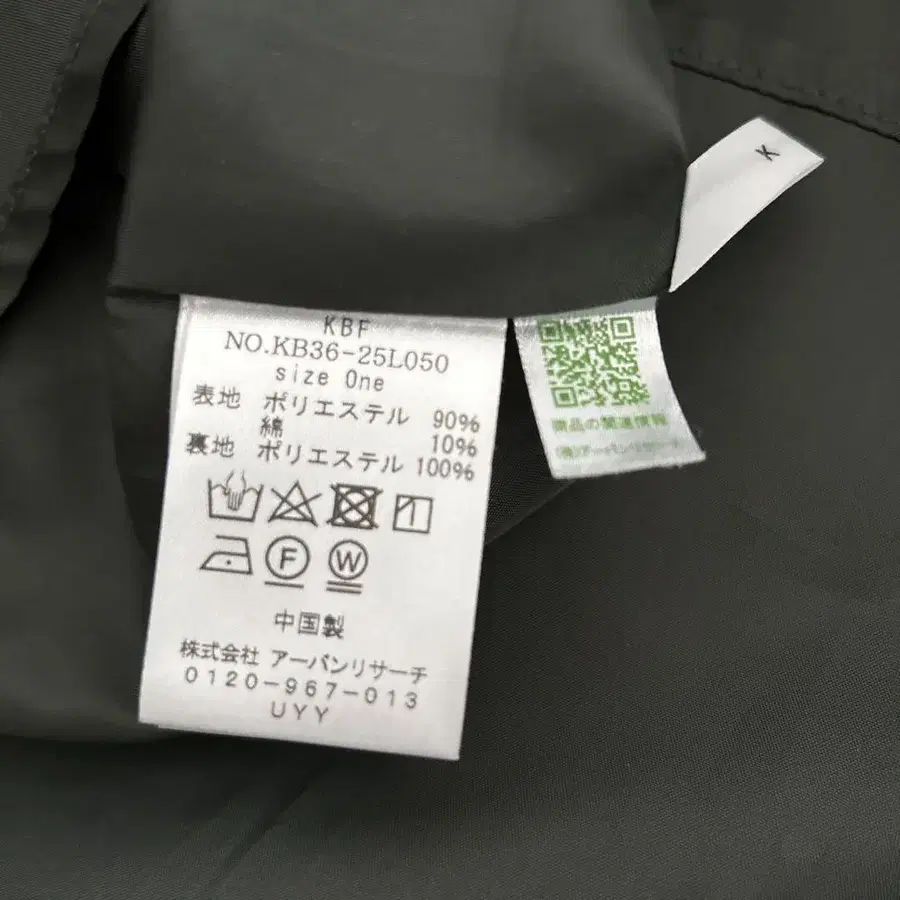 K
KBF
NO.KB36-25L050
size One
表地 ポリエステル 90%
綿 10%
裏地 ポリエステル 100%
F W
中国製
株式会社 アーバンリサーチ
0120-967-013
UYY
商品の関連情報